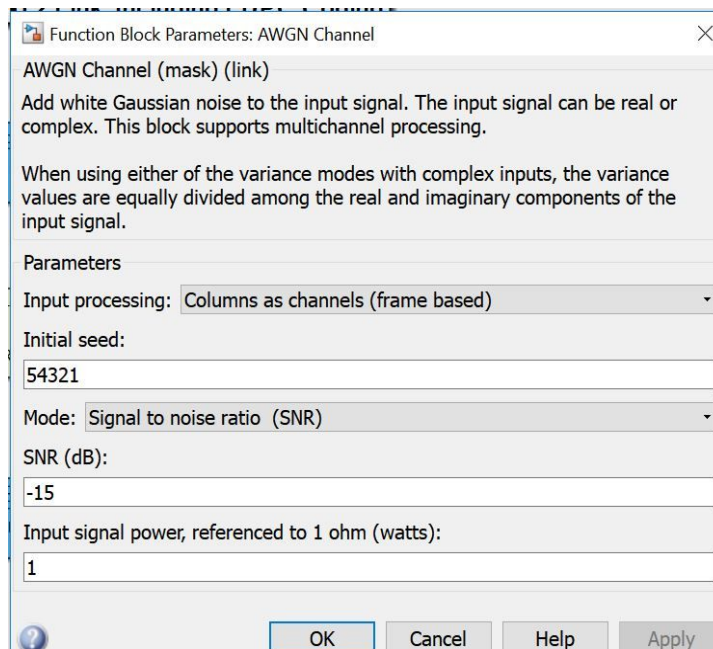 Function Block Parameters: AWGN Channel
AWGN Channel (mask) (link)
Add white Gaussian noise to the input signal. The input signal can be real or
complex. This block supports multichannel processing.
When using either of the variance modes with complex inputs, the variance
values are equally divided among the real and imaginary components of the
input signal.
Parameters
Input processing: Columns as channels (frame based)
Initial seed:
54321
Mode: Signal to noise ratio (SNR)
SNR (dB):
-15
Input signal power, referenced to 1 ohm (watts):
1
OK Cancel Help Apply